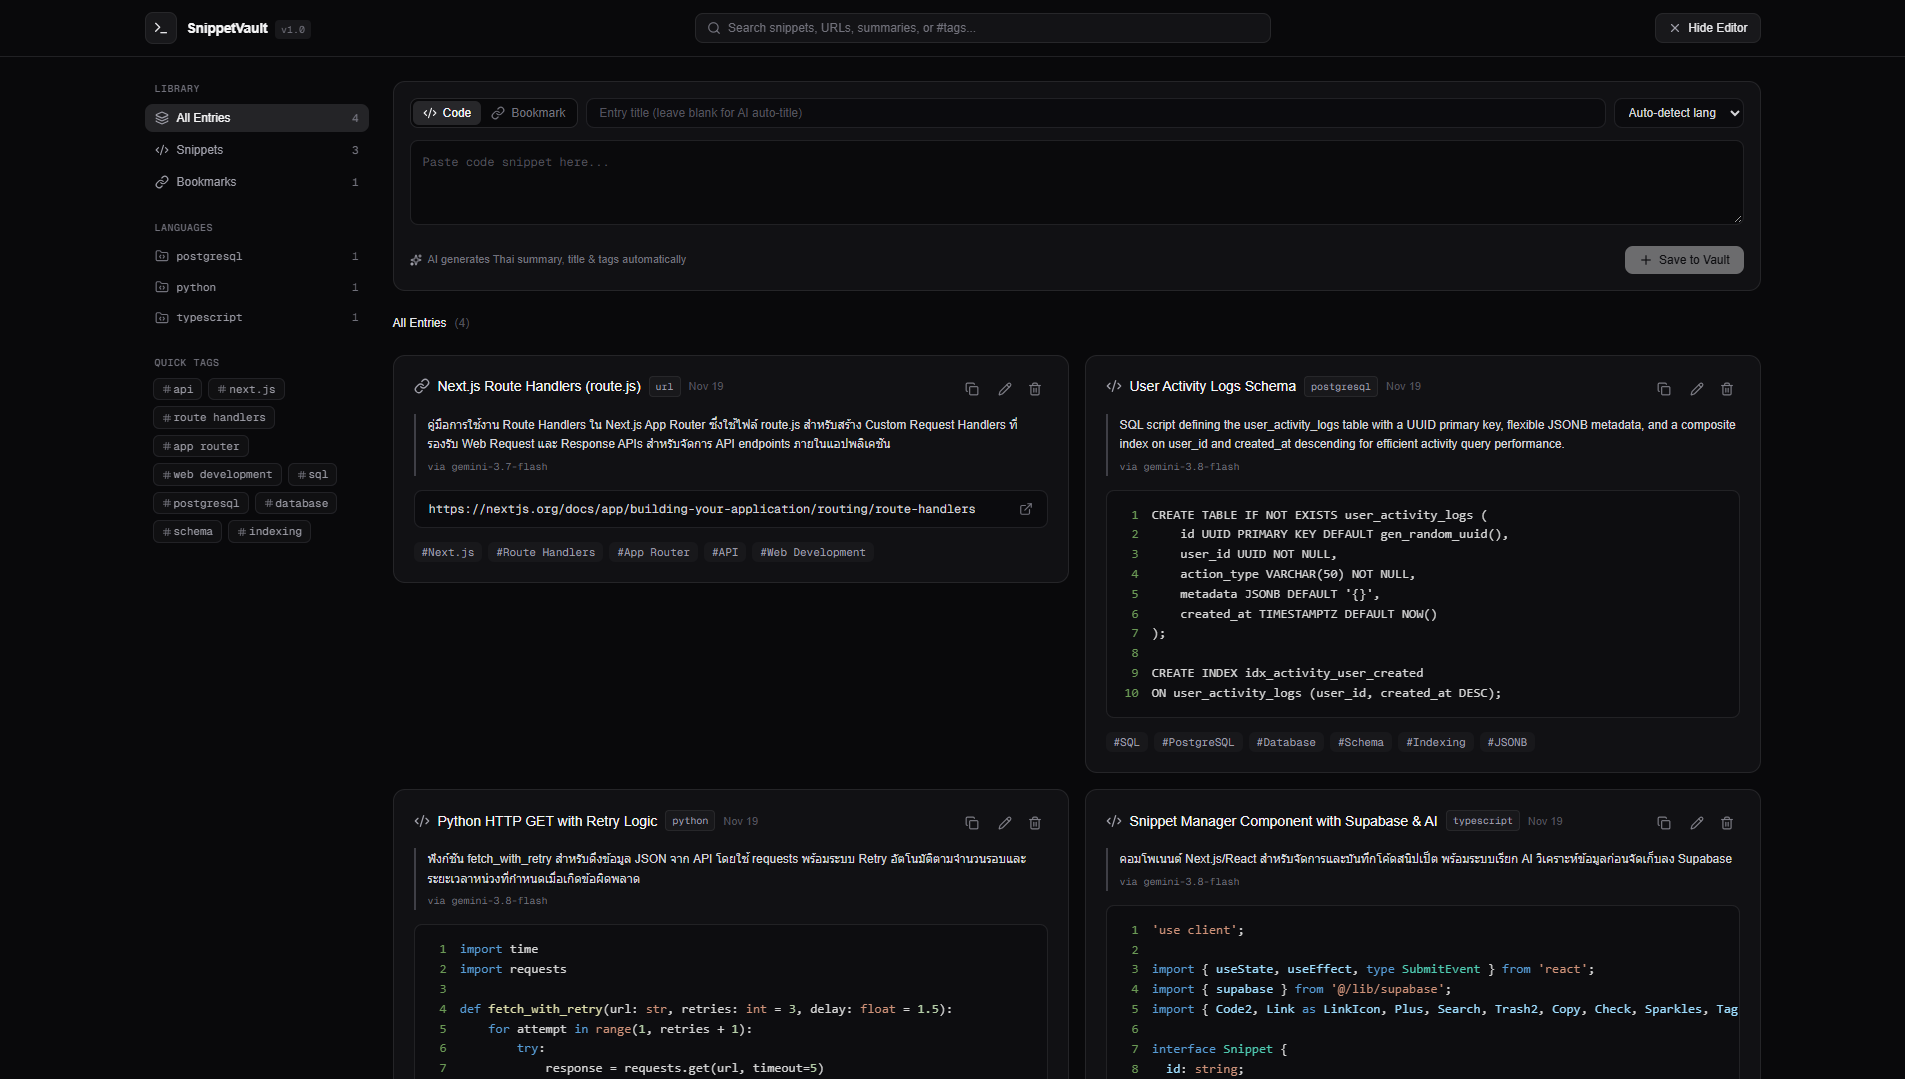 SnippetVault v1.0
Search snippets, URLs, summaries, or #tags...
Hide Editor
LIBRARY
All Entries 4
Snippets 3
Bookmarks 1
LANGUAGES
postgresql 1
python 1
typescript 1
QUICK TAGS
#api #next.js
#route handlers
#app router
#web development #sql
#postgresql #database
#schema #indexing
Code Bookmark Entry title (leave blank for AI auto-title) Auto-detect lang
Paste code snippet here...
AI generates Thai summary, title & tags automatically
Save to Vault
All Entries (4)
Next.js Route Handlers (route.js) url Nov 19
คู่มือการใช้งาน Route Handlers ใน Next.js App Router ซึ่งใช้ไฟล์ route.js สำหรับสร้าง Custom Request Handlers ที่
รองรับ Web Request และ Response APIs สำหรับจัดการ API endpoints ภายในแอปพลิเคชัน
via gemini-3.7-flash
https://nextjs.org/docs/app/building-your-application/routing/route-handlers
#Next.js #Route Handlers #App Router #API #Web Development
User Activity Logs Schema postgresql Nov 19
SQL script defining the user_activity_logs table with a UUID primary key, flexible JSONB metadata, and a composite
index on user_id and created_at descending for efficient activity query performance.
via gemini-3.8-flash
1 CREATE TABLE IF NOT EXISTS user_activity_logs (
2 id UUID PRIMARY KEY DEFAULT gen_random_uuid(),
3 user_id UUID NOT NULL,
4 action_type VARCHAR(50) NOT NULL,
5 metadata JSONB DEFAULT '{}',
6 created_at TIMESTAMPTZ DEFAULT NOW()
7 );
8
9 CREATE INDEX idx_activity_user_created
10 ON user_activity_logs (user_id, created_at DESC);
#SQL #PostgreSQL #Database #Schema #Indexing #JSONB
Python HTTP GET with Retry Logic python Nov 19
ฟังก์ชัน fetch_with_retry สำหรับดึงข้อมูล JSON จาก API โดยใช้ requests พร้อมระบบ Retry อัตโนมัติตามจำนวนรอบและ
ระยะเวลาหน่วงที่กำหนดเมื่อเกิดข้อผิดพลาด
via gemini-3.8-flash
1 import time
2 import requests
3
4 def fetch_with_retry(url: str, retries: int = 3, delay: float = 1.5):
5 for attempt in range(1, retries + 1):
6 try:
7 response = requests.get(url, timeout=5)
Snippet Manager Component with Supabase & AI typescript Nov 19
คอมโพเนนต์ Next.js/React สำหรับจัดการและบันทึกโค้ดสนิปเป็ต พร้อมระบบเรียก AI วิเคราะห์ข้อมูลก่อนจัดเก็บลง Supabase
via gemini-3.8-flash
1 'use client';
2
3 import { useState, useEffect, type SubmitEvent } from 'react';
4 import { supabase } from '@/lib/supabase';
5 import { Code2, Link as LinkIcon, Plus, Search, Trash2, Copy, Check, Sparkles, Tag
6
7 interface Snippet {
8 id: string;